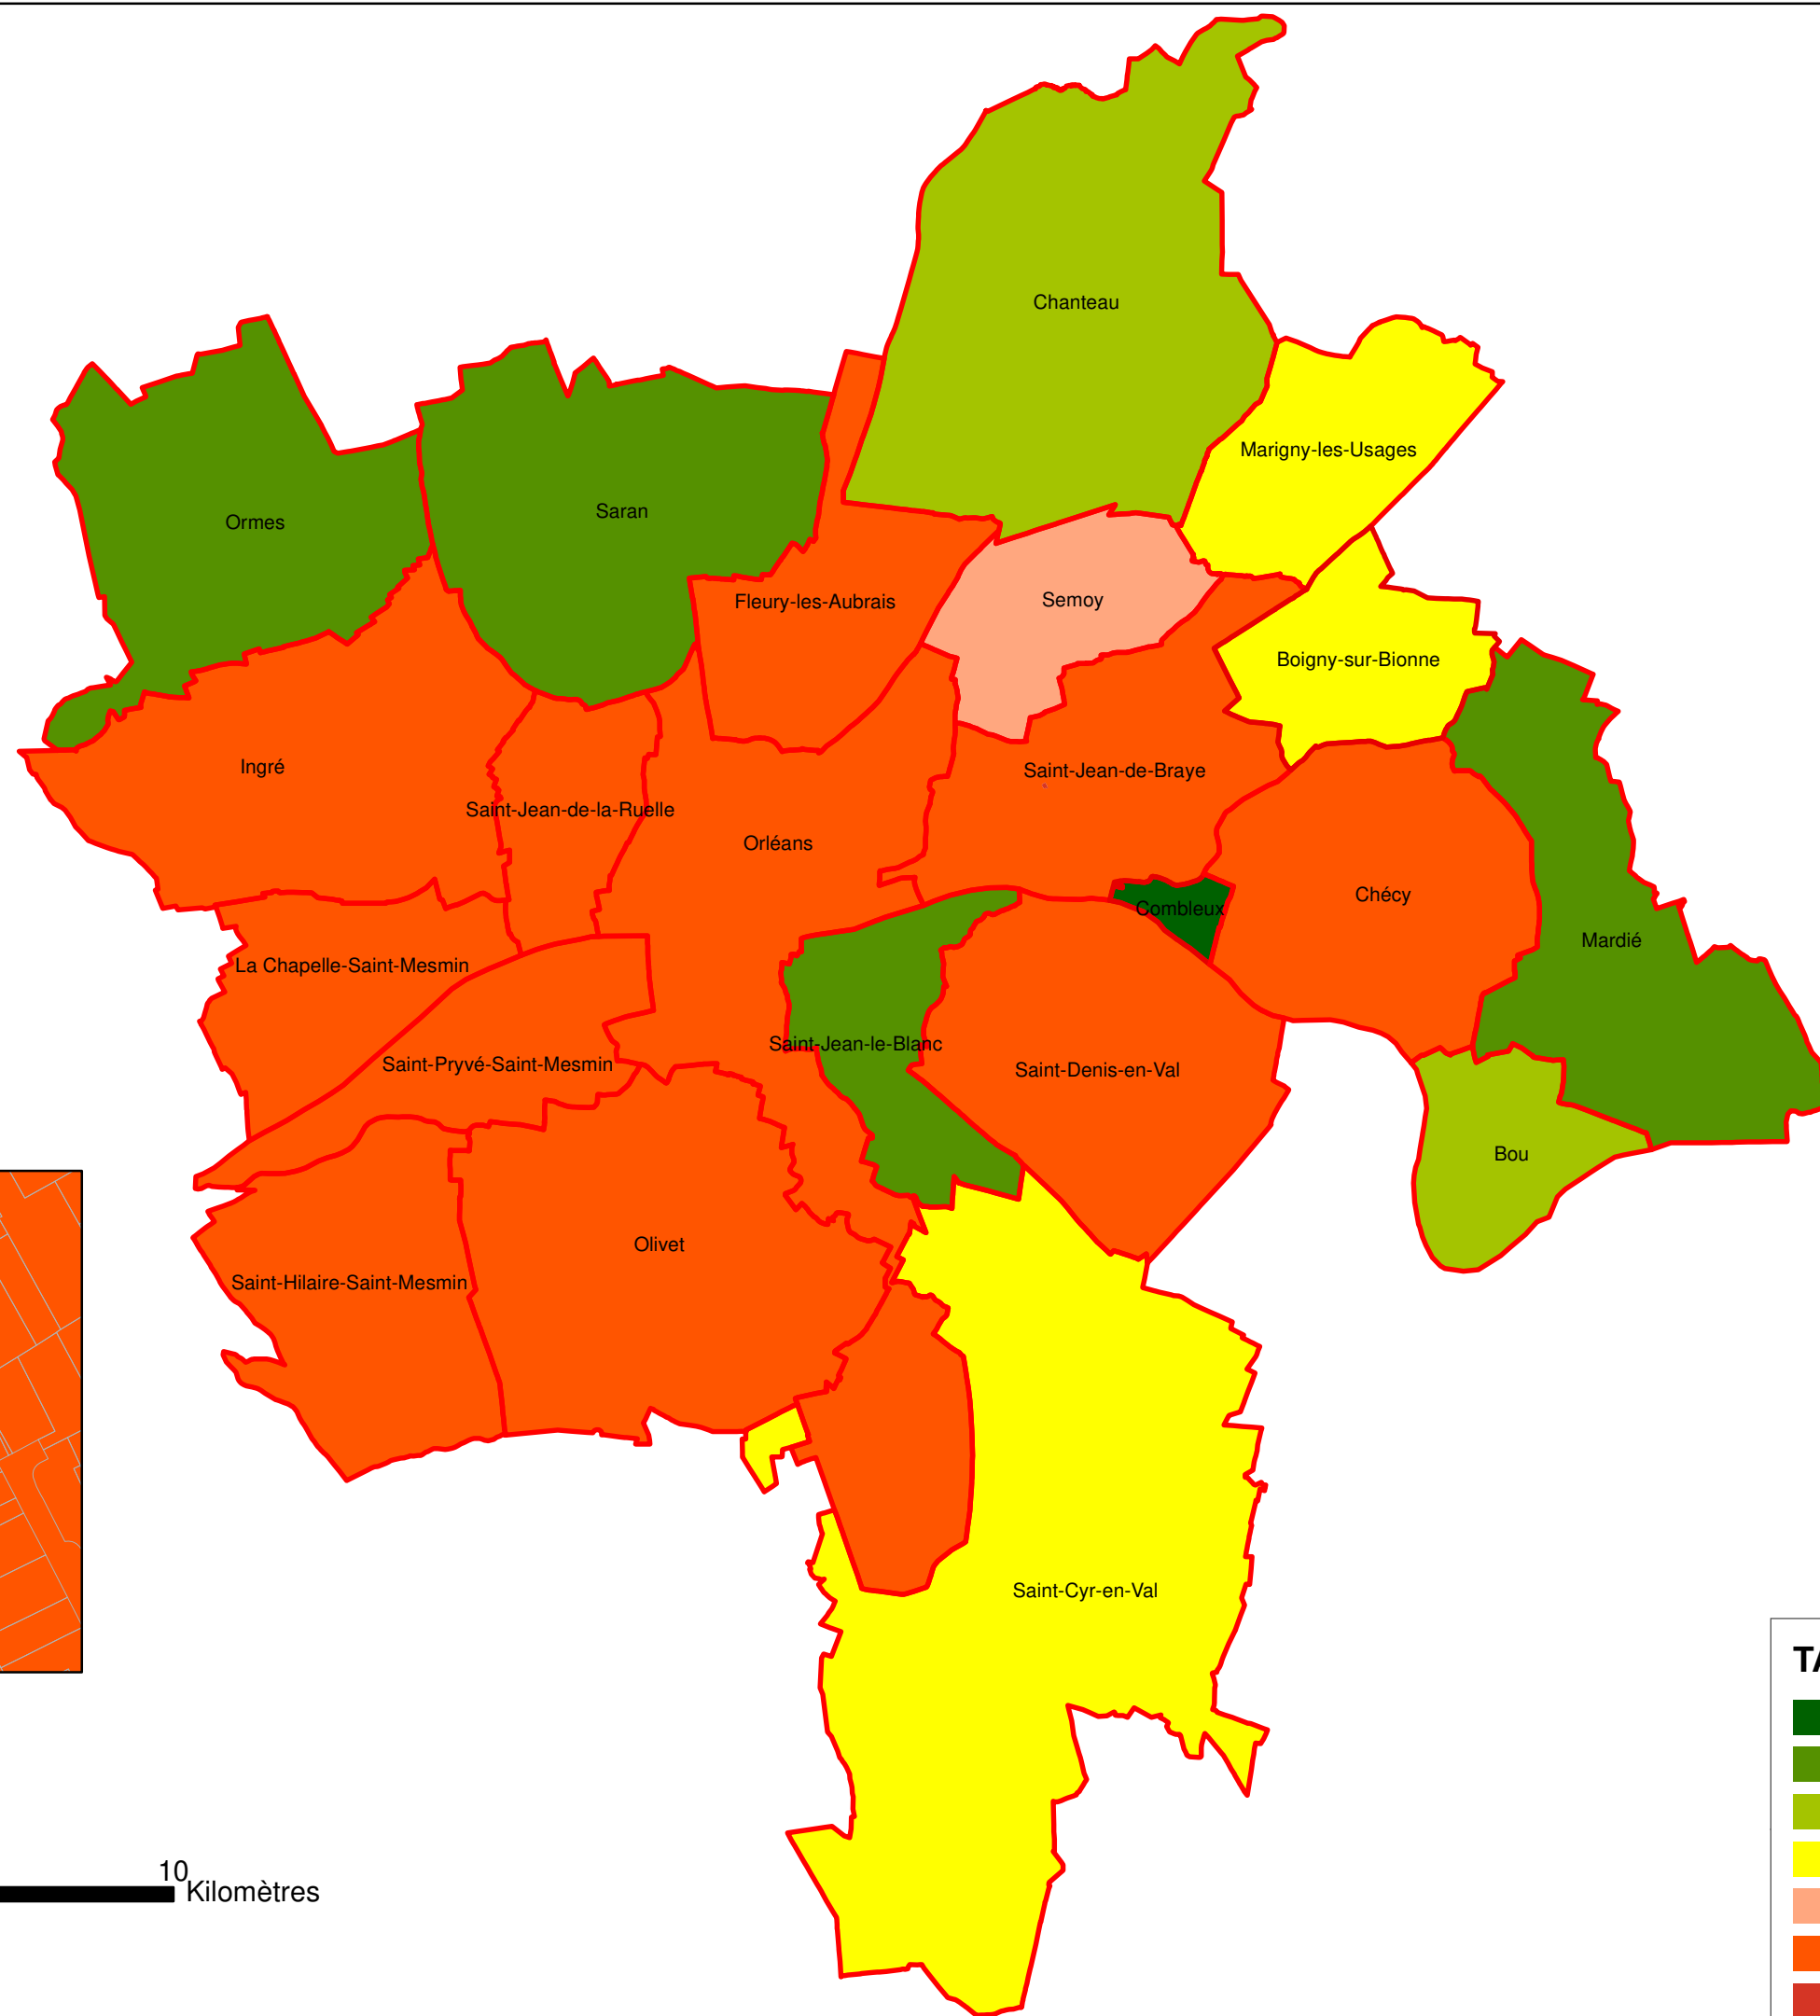 Chanteau
Marigny-les-Usages
Ormes
Saran
Fleury-les-Aubrais
Semoy
Boigny-sur-Bionne
Ingré
Saint-Jean-de-Braye
Saint-Jean-de-la-Ruelle
Orléans
Chécy
Combleux
Mardié
La Chapelle-Saint-Mesmin
Saint-Jean-le-Blanc
Saint-Pryvé-Saint-Mesmin
Saint-Denis-en-Val
Bou
Olivet
Saint-Hilaire-Saint-Mesmin
Saint-Cyr-en-Val
10
Kilomètres